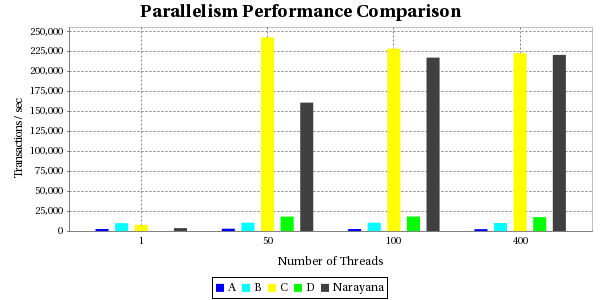 Parallelism Performance Comparison
250,000
225,000
200,000
175,000
150,000
125,000
100,000
75,000
50,000
25,000
0
Transactions / sec
1 50 100 400
Number of Threads
A B C D Narayana